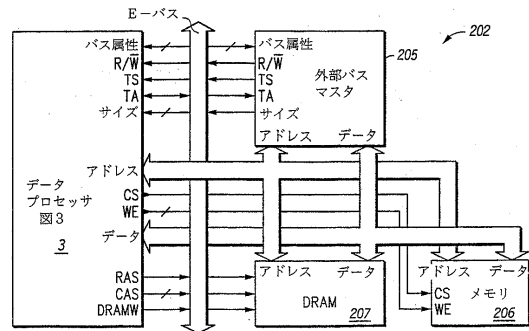 E－バス
202
バス属性
R/W̅
TS
TA
サイズ
アドレス
データ
プロセッサ
図3
3
CS
WE
データ
RAS
CAS
DRAMW
バス属性
R/W̅
TS
TA
サイズ
外部バス
マスタ
205
アドレス データ
アドレス データ
DRAM 207
アドレス データ
CS
WE
メモリ
206